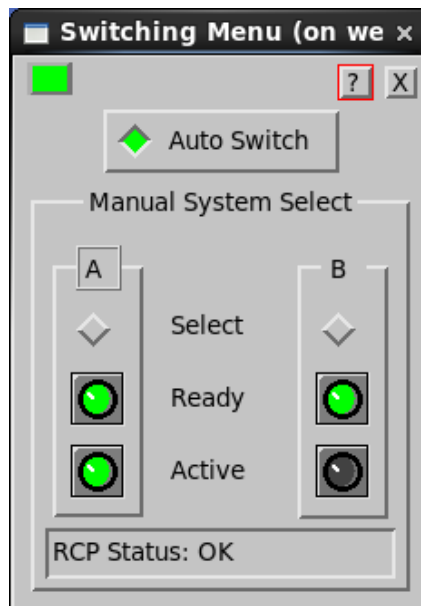 Switching Menu (on we ×
? X
Auto Switch
Manual System Select
A B
Select
Ready
Active
RCP Status: OK